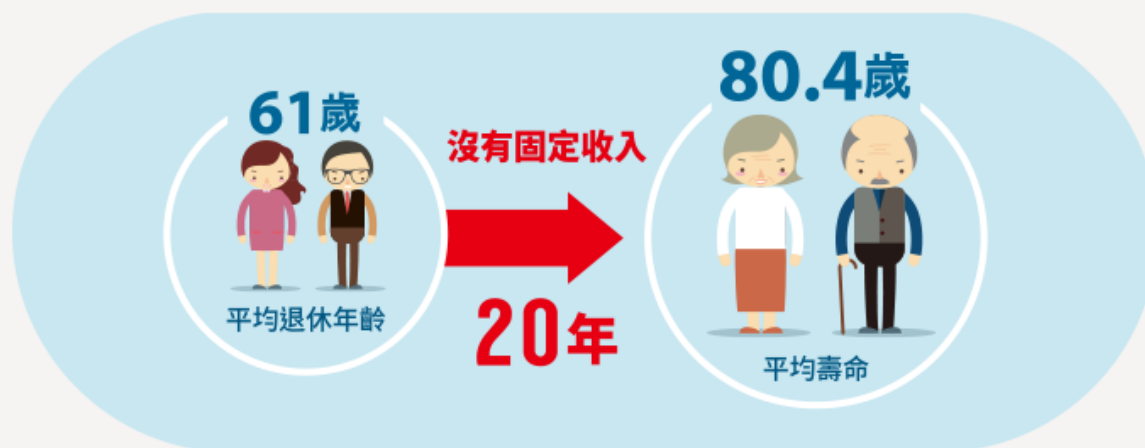 61歲
平均退休年齡
沒有固定收入
20年
80.4歲
平均壽命